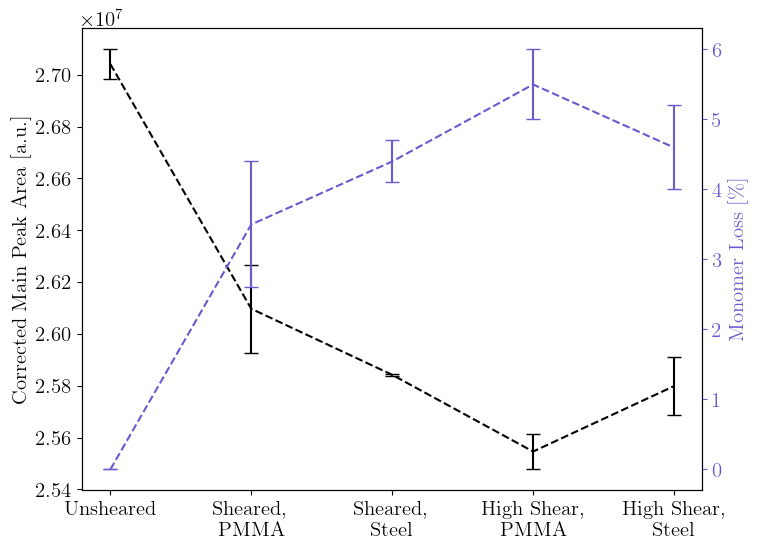 ×10⁷
2.70
2.68
2.66
2.64
2.62
2.60
2.58
2.56
2.54
Corrected Main Peak Area [a.u.]
6
5
4
3
2
1
0
Monomer Loss [%]
Unsheared
Sheared,
PMMA
Sheared,
Steel
High Shear,
PMMA
High Shear,
Steel